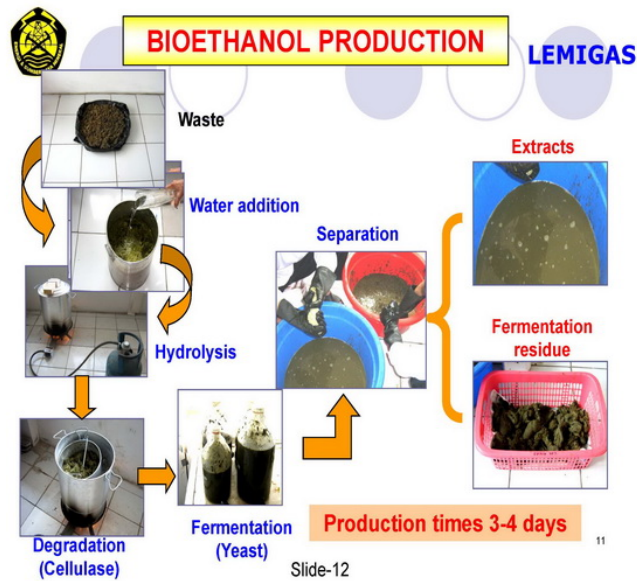 BIOETHANOL PRODUCTION
LEMIGAS
Waste
Water addition
Hydrolysis
Degradation
(Cellulase)
Fermentation
(Yeast)
Separation
Extracts
Fermentation
residue
Production times 3-4 days
11
Slide-12